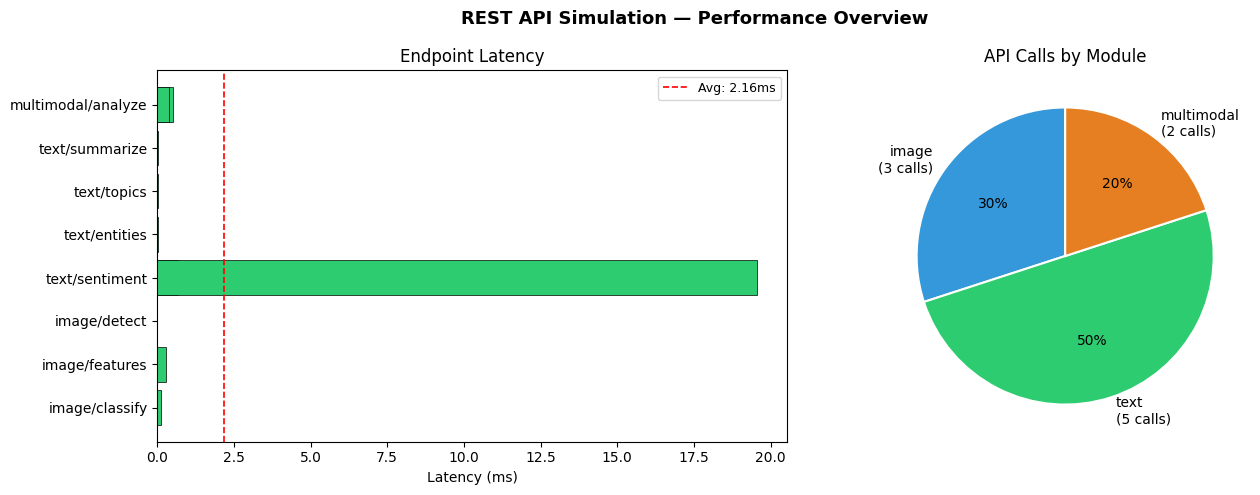 REST API Simulation — Performance Overview
Endpoint Latency
Avg: 2.16ms
multimodal/analyze
text/summarize
text/topics
text/entities
text/sentiment
image/detect
image/features
image/classify
0.0 2.5 5.0 7.5 10.0 12.5 15.0 17.5 20.0
Latency (ms)
API Calls by Module
multimodal
(2 calls)
image
(3 calls)
20%
30%
50%
text
(5 calls)